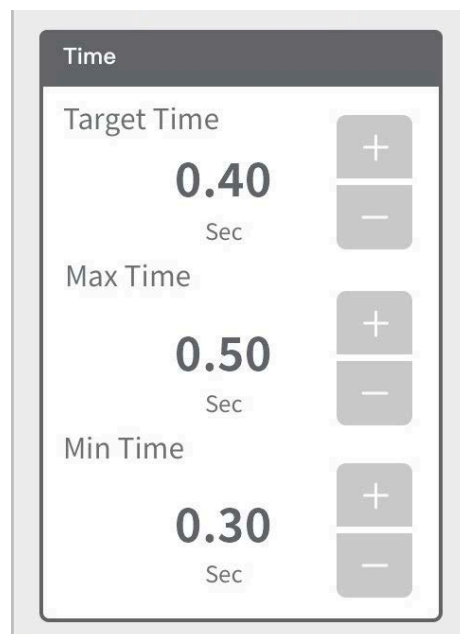 Time
Target Time
+
0.40
−
Sec
Max Time
+
0.50
−
Sec
Min Time
+
0.30
−
Sec